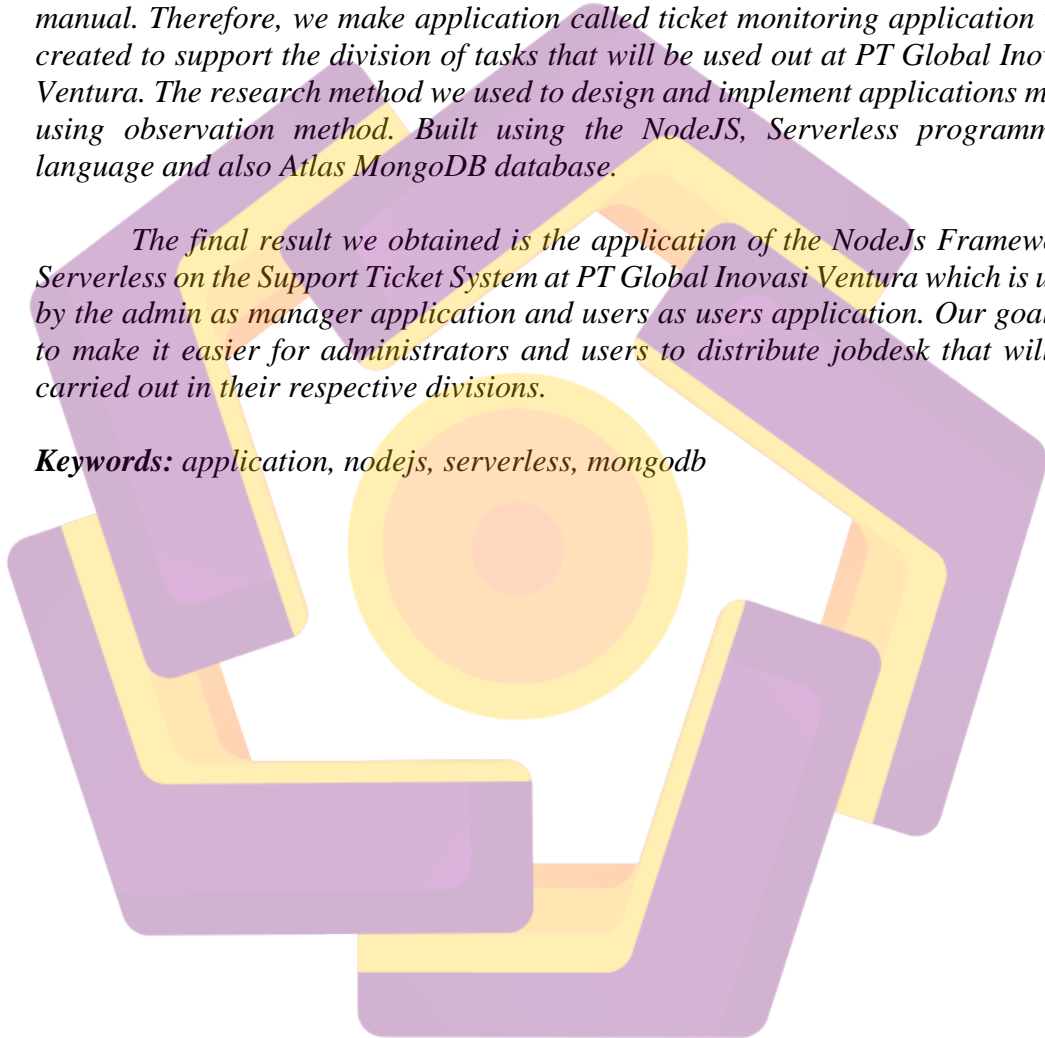 manual. Therefore, we make application called ticket monitoring application
created to support the division of tasks that will be used out at PT Global
Ventura. The research method we used to design and implement applications
using observation method. Built using the NodeJS, Serverless
language and also Atlas MongoDB database.
The final result we obtained is the application of the NodeJs
Serverless on the Support Ticket System at PT Global Inovasi Ventura which is
by the admin as manager application and users as users application. Our goal
to make it easier for administrators and users to distribute jobdesk that will
carried out in their respective divisions.
Keywords: application, nodejs, serverless, mongodb